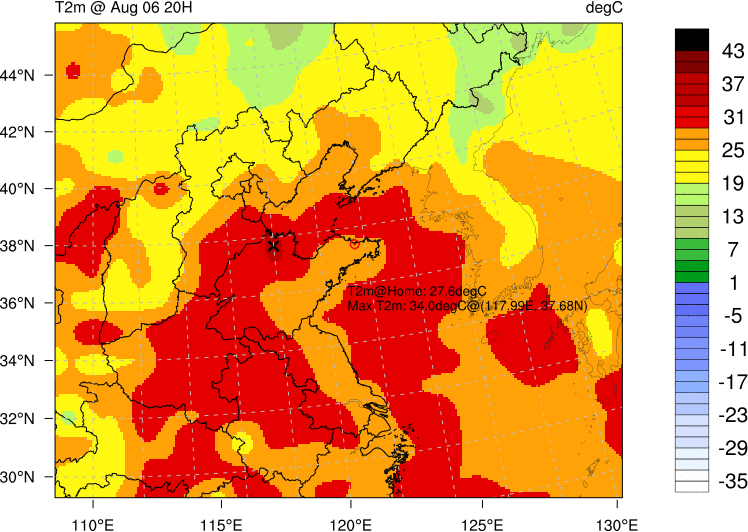 T2m @ Aug 06 20H degC
43
37
31
25
19
13
7
1
-5
-11
-17
-23
-29
-35
44°N
42°N
40°N
38°N
36°N
34°N
32°N
30°N
T2m@Home: 27.6degC
Max T2m: 34.0degC@(117.99E, 37.68N)
110°E 115°E 120°E 125°E 130°E